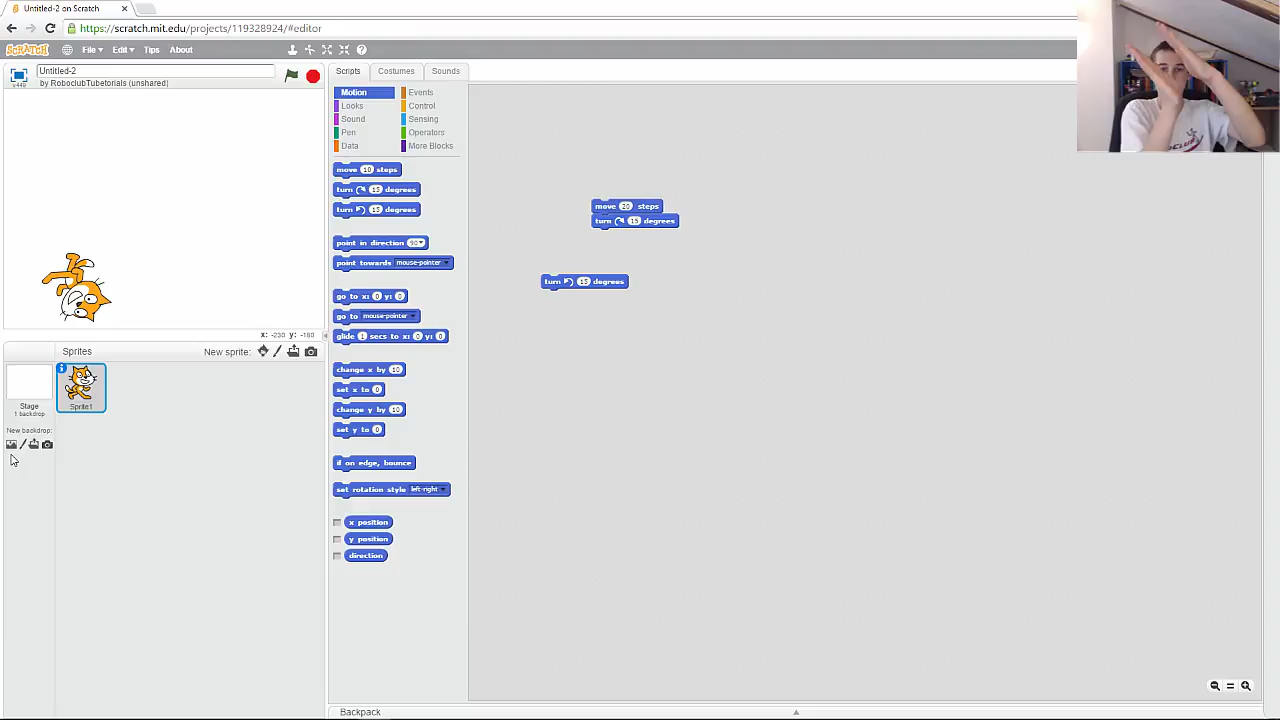 Untitled-2 on Scratch
https://scratch.mit.edu/projects/119328924/#editor
SCRATCH File Edit Tips About
Untitled-2
by RoboclubTubetorials (unshared)
Scripts Costumes Sounds
Motion Events
Looks Control
Sound Sensing
Pen Operators
Data More Blocks
move 10 steps
turn 15 degrees
turn 15 degrees
point in direction 90
point towards mouse-pointer
go to x: 0 y: 0
go to mouse-pointer
glide 1 secs to x: 0 y: 0
change x by 10
set x to 0
change y by 10
set y to 0
if on edge, bounce
set rotation style left-right
x position
y position
direction
move 20 steps
turn 15 degrees
turn 15 degrees
x: -230 y: -180
Sprites New sprite:
Sprite1
Stage
1 backdrop
New backdrop:
Backpack